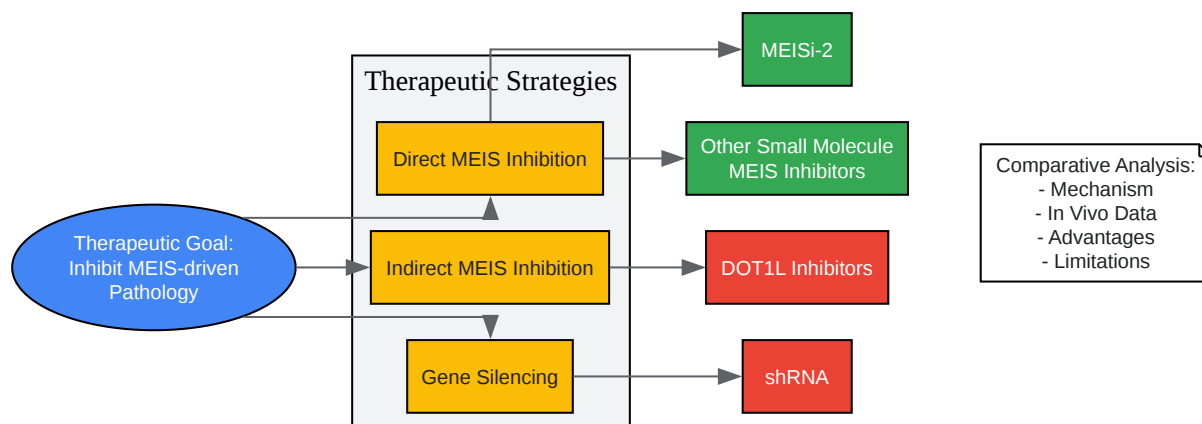 MEISi-2
Therapeutic Strategies
Direct MEIS Inhibition
Other Small Molecule
MEIS Inhibitors
Comparative Analysis:
- Mechanism
- In Vivo Data
- Advantages
- Limitations
Therapeutic Goal:
Inhibit MEIS-driven
Pathology
Indirect MEIS Inhibition
DOT1L Inhibitors
Gene Silencing
shRNA